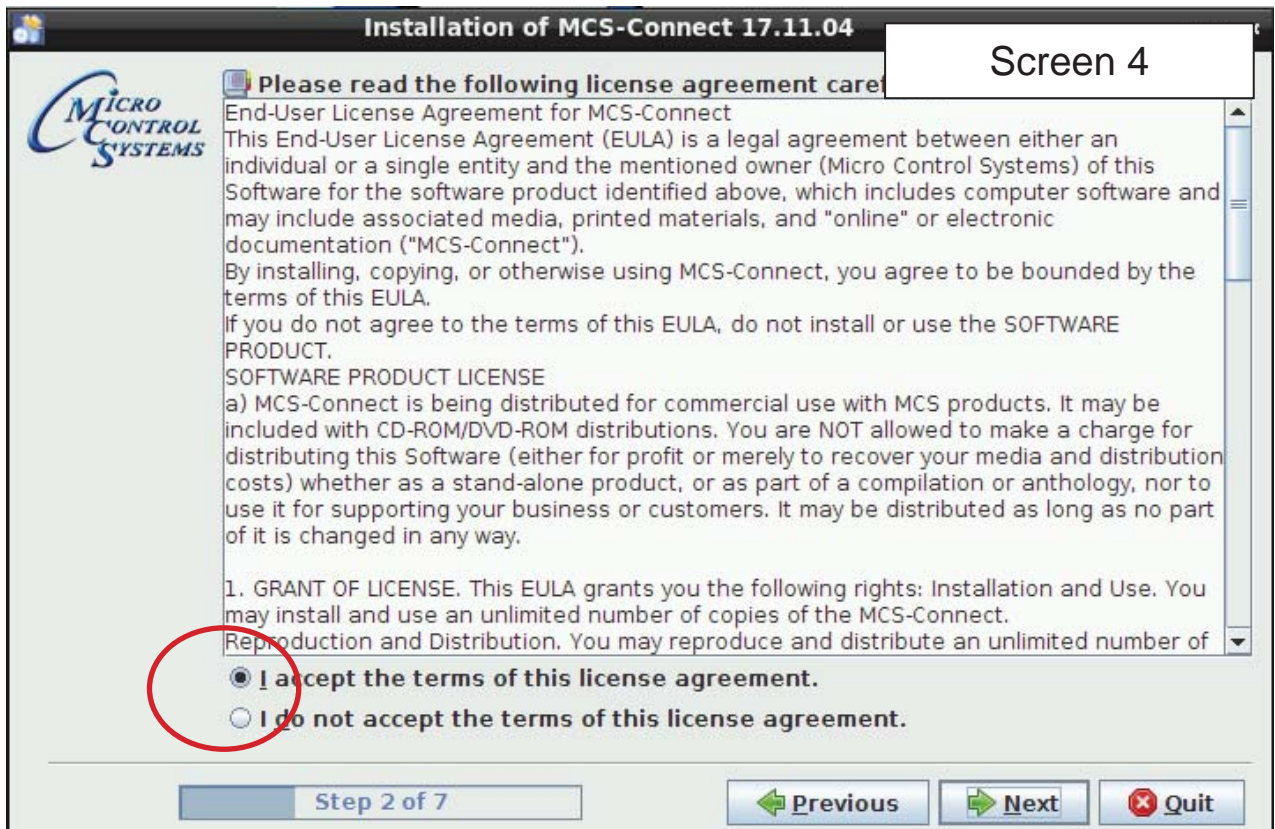 Installation of MCS-Connect 17.11.04
Screen 4
MICRO
CONTROL
SYSTEMS
Please read the following license agreement
End-User License Agreement for MCS-Connect
This End-User License Agreement (EULA) is a legal agreement between either an
individual or a single entity and the mentioned owner (Micro Control Systems) of this
Software for the software product identified above, which includes computer software and
may include associated media, printed materials, and "online" or electronic
documentation ("MCS-Connect").
By installing, copying, or otherwise using MCS-Connect, you agree to be bounded by the
terms of this EULA.
If you do not agree to the terms of this EULA, do not install or use the SOFTWARE
PRODUCT.
SOFTWARE PRODUCT LICENSE
a) MCS-Connect is being distributed for commercial use with MCS products. It may be
included with CD-ROM/DVD-ROM distributions. You are NOT allowed to make a charge for
distributing this Software (either for profit or merely to recover your media and distribution
costs) whether as a stand-alone product, or as part of a compilation or anthology, nor to
use it for supporting your business or customers. It may be distributed as long as no part
of it is changed in any way.
1. GRANT OF LICENSE. This EULA grants you the following rights: Installation and Use. You
may install and use an unlimited number of copies of the MCS-Connect.
Reproduction and Distribution. You may reproduce and distribute an unlimited number of
I accept the terms of this license agreement.
I do not accept the terms of this license agreement.
Step 2 of 7
Previous
Next
Quit